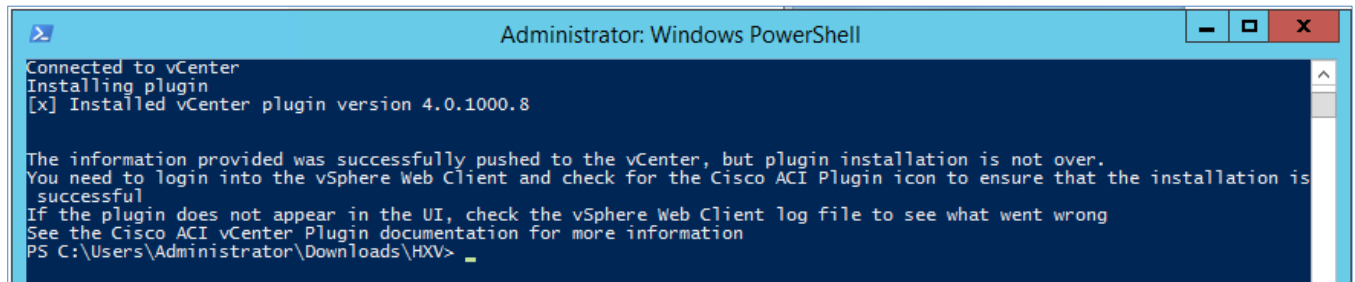 Administrator: Windows PowerShell
Connected to vCenter
Installing plugin
[x] Installed vCenter plugin version 4.0.1000.8
The information provided was successfully pushed to the vCenter, but plugin installation is not over.
You need to login into the vSphere Web Client and check for the Cisco ACI Plugin icon to ensure that the installation is
successful
If the plugin does not appear in the UI, check the vSphere Web Client log file to see what went wrong
See the Cisco ACI vCenter Plugin documentation for more information
PS C:\Users\Administrator\Downloads\HXV> _